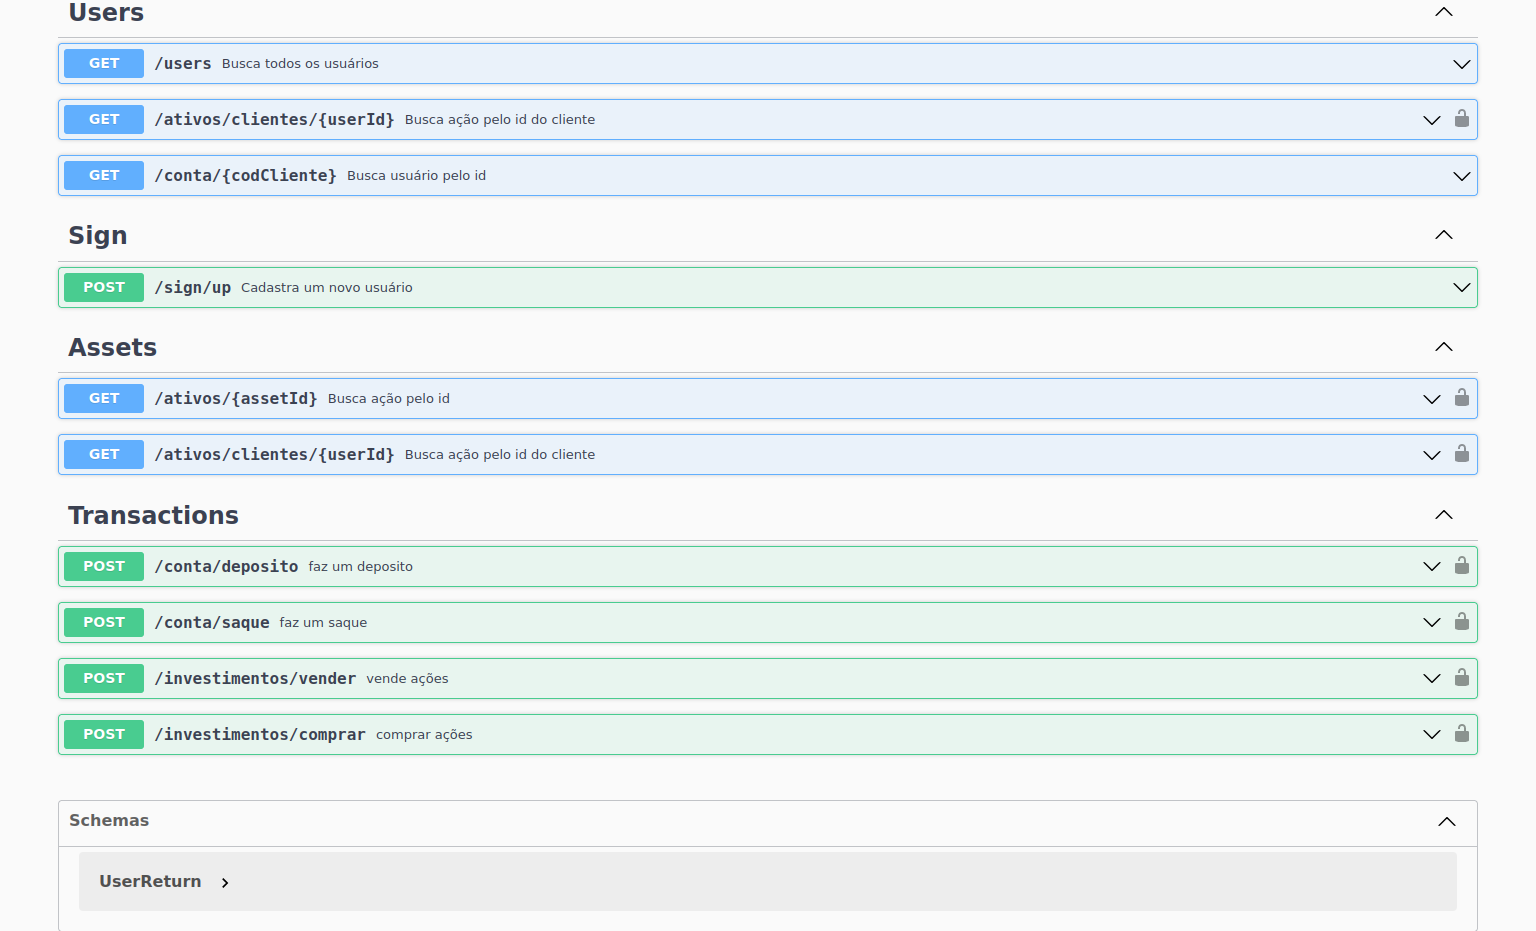 Users
GET /users Busca todos os usuários
GET /ativos/clientes/{userId} Busca ação pelo id do cliente
GET /conta/{codCliente} Busca usuário pelo id
Sign
POST /sign/up Cadastra um novo usuário
Assets
GET /ativos/{assetId} Busca ação pelo id
GET /ativos/clientes/{userId} Busca ação pelo id do cliente
Transactions
POST /conta/deposito faz um deposito
POST /conta/saque faz um saque
POST /investimentos/vender vende ações
POST /investimentos/comprar comprar ações
Schemas
UserReturn